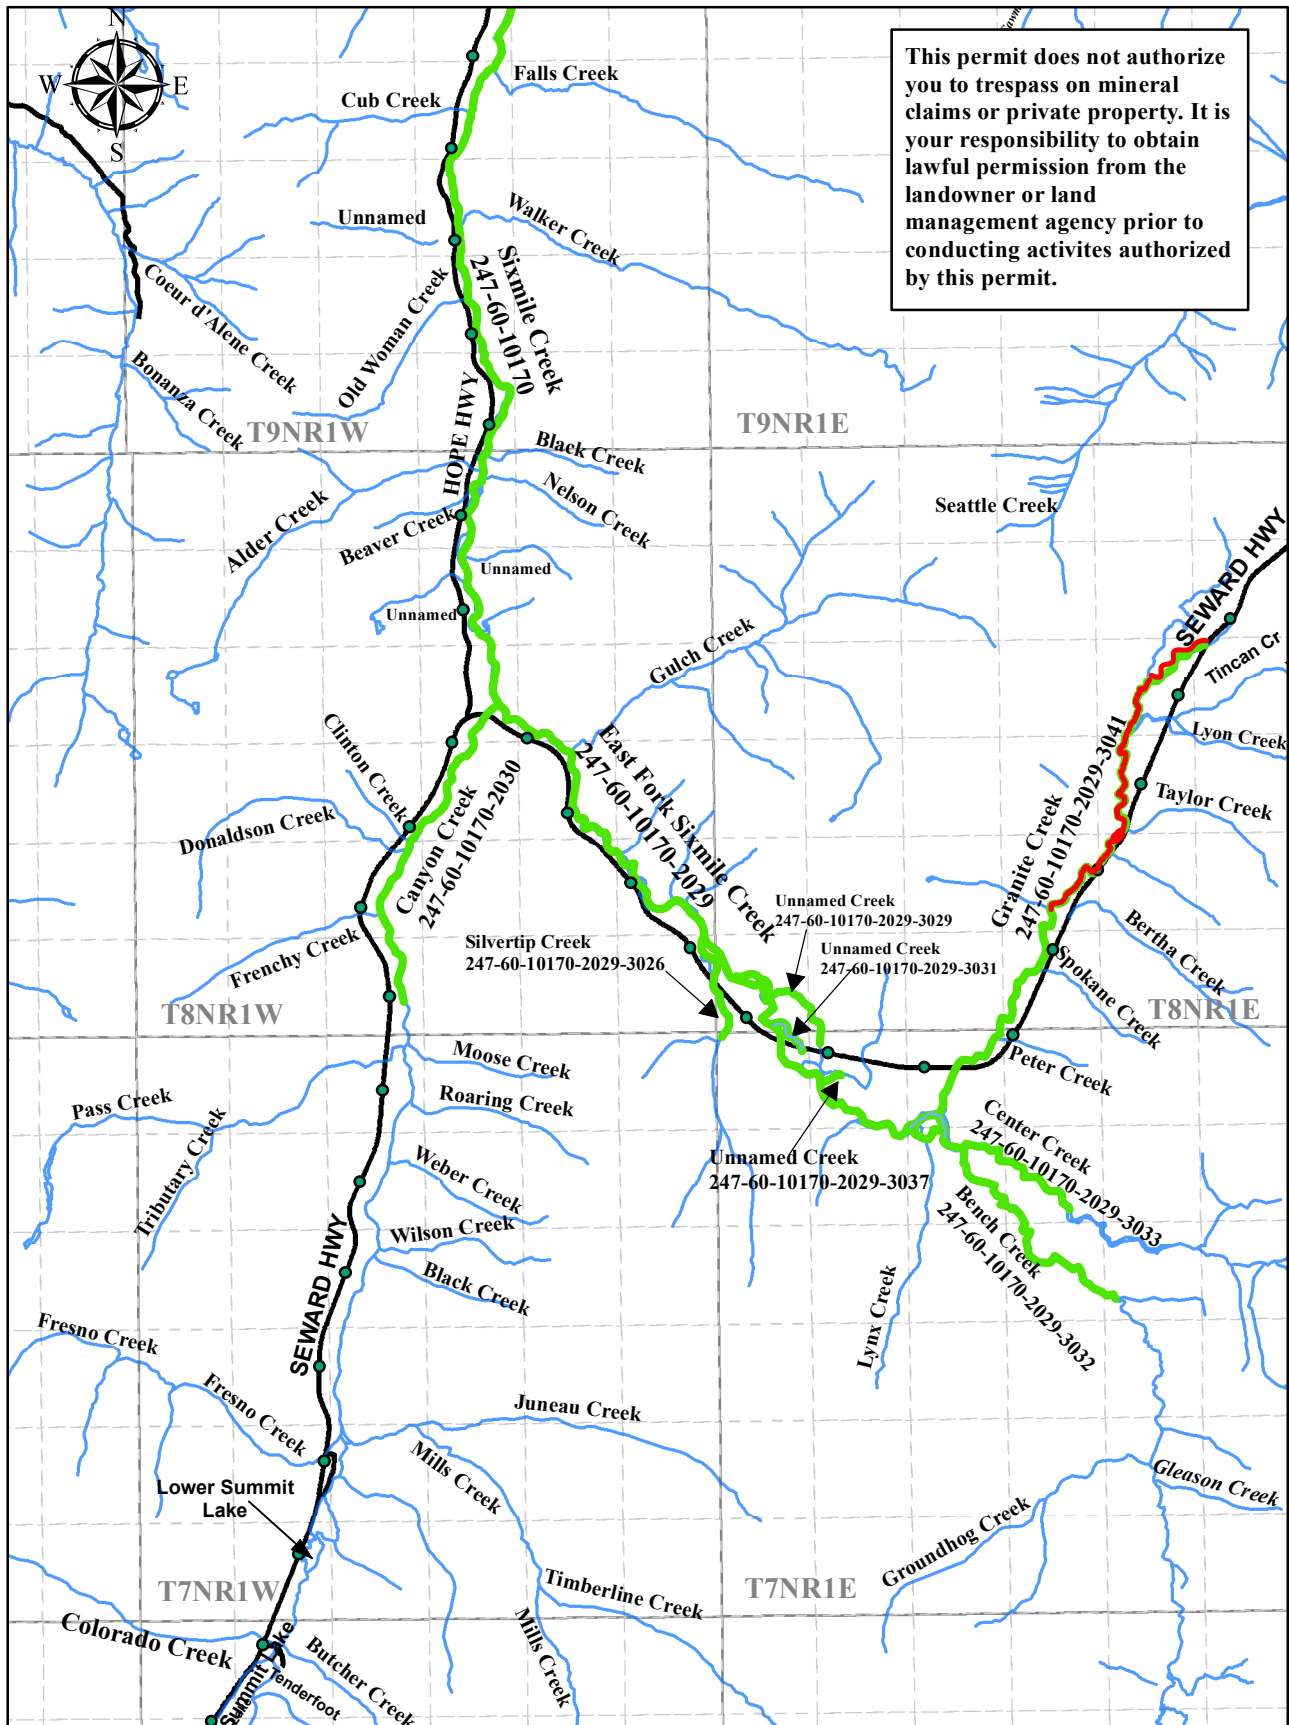 N
W
E
S
This permit does not authorize
you to trespass on mineral
claims or private property. It is
your responsibility to obtain
lawful permission from the
landowner or land
management agency prior to
conducting activites authorized
by this permit.
Falls Creek
Cub Creek
Unnamed
Walker Creek
Sixmile Creek
247-60-10170
Coeur d'Alene Creek
Old Woman Creek
Bonanza Creek
HOPE HWY
T9NR1W
T9NR1E
Black Creek
Nelson Creek
Alder Creek
Beaver Creek
Seattle Creek
Unnamed
Unnamed
SEWARD HWY
Tincan Cr
Gulch Creek
Clinton Creek
Lyon Creek
East Fork Sixmile Creek
247-60-10170-2029
Canyon Creek
247-60-10170-2030
Donaldson Creek
Taylor Creek
Granite Creek
247-60-10170-2029-3041
Unnamed Creek
247-60-10170-2029-3029
Silvertip Creek
247-60-10170-2029-3026
Unnamed Creek
247-60-10170-2029-3031
Bertha Creek
Frenchy Creek
Spokane Creek
T8NR1W
T8NR1E
Moose Creek
Peter Creek
Pass Creek
Roaring Creek
Tributary Creek
Center Creek
247-60-10170-2029-3033
Unnamed Creek
247-60-10170-2029-3037
Weber Creek
Bench Creek
247-60-10170-2029-3032
Wilson Creek
Black Creek
SEWARD HWY
Lynx Creek
Fresno Creek
Fresno Creek
Juneau Creek
Mills Creek
Gleason Creek
Lower Summit
Lake
Groundhog Creek
T7NR1W
T7NR1E
Timberline Creek
Mills Creek
Colorado Creek
Butcher Creek
Summit Lake
Tenderfoot